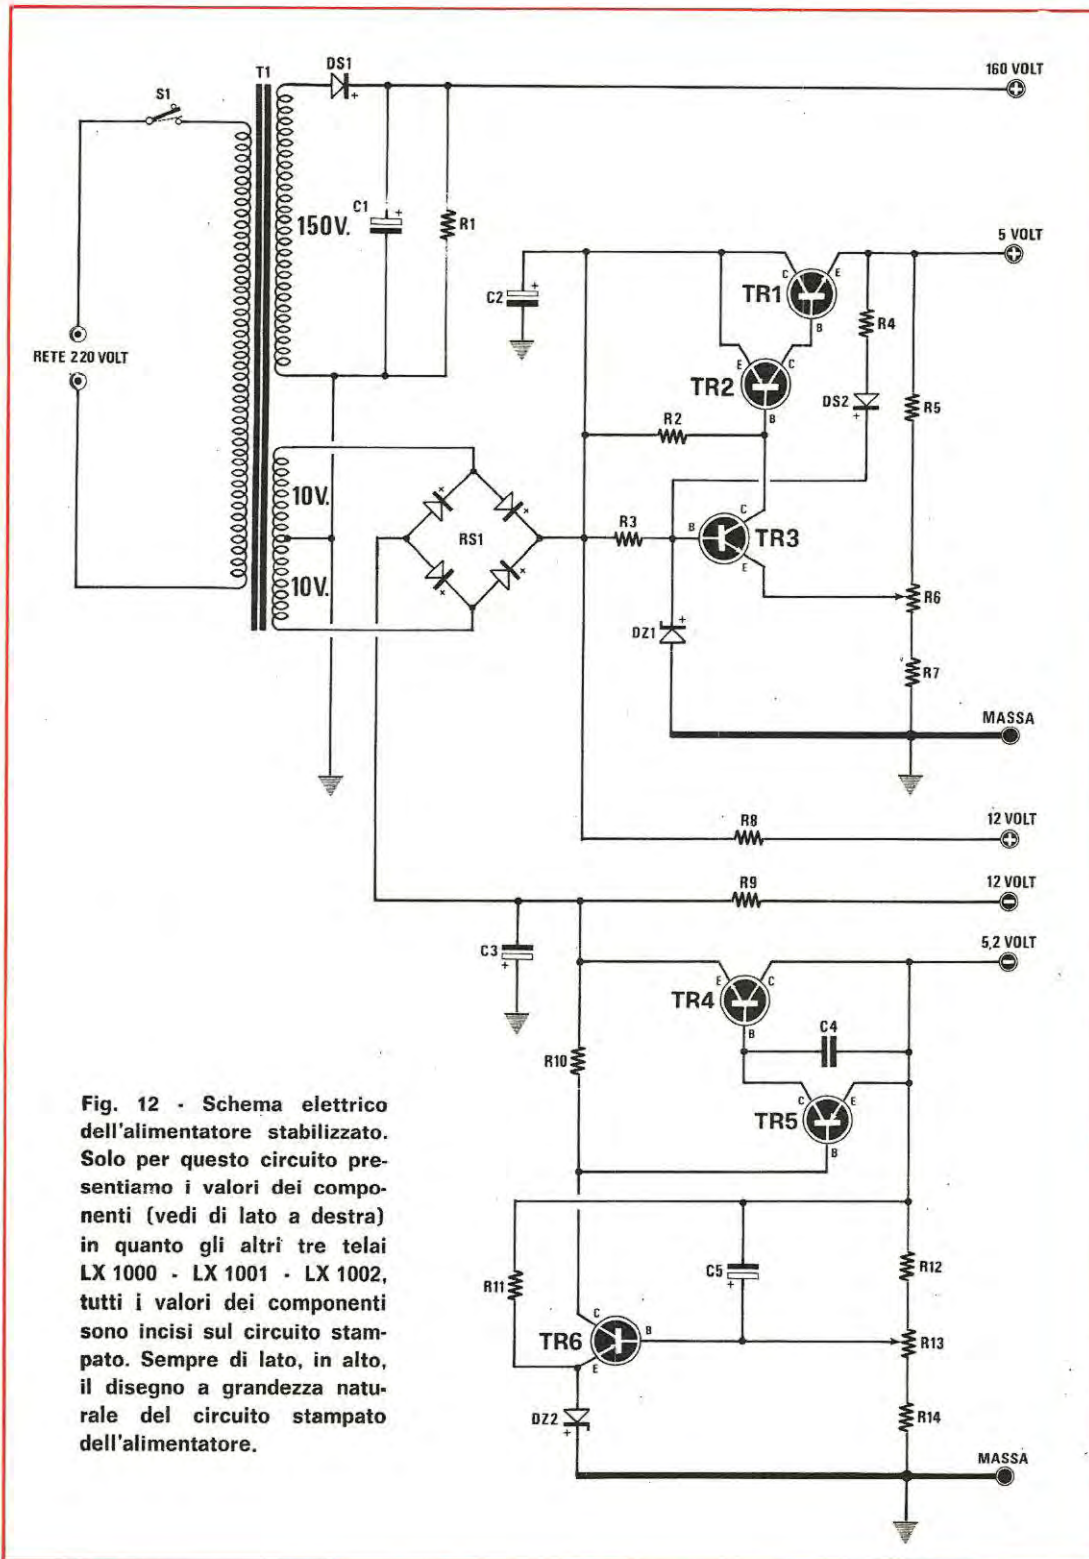 T1
DS1
160 VOLT
S1
+
150V.
C1
+
R1
5 VOLT
C2
+
C
E
TR1
B
R4
RETE 220 VOLT
E
C
TR2
DS2
+
R5
R2
B
10V.
RS1
R3
B
C
TR3
E
10V.
R6
DZ1
+
R7
MASSA
R8
12 VOLT
R9
12 VOLT
5,2 VOLT
C3
+
E
C
TR4
B
C4
R10
C
E
TR5
B
Fig. 12 - Schema elettrico
dell'alimentatore stabilizzato.
Solo per questo circuito pre-
sentiamo i valori dei compo-
nenti (vedi di lato a destra)
in quanto gli altri tre telai
LX 1000 - LX 1001 - LX 1002,
tutti i valori dei componenti
sono incisi sul circuito stam-
pato. Sempre di lato, in alto,
il disegno a grandezza natu-
rale del circuito stampato
dell'alimentatore.
R11
C5
+
R12
C
TR6
B
E
R13
DZ2
+
R14
MASSA